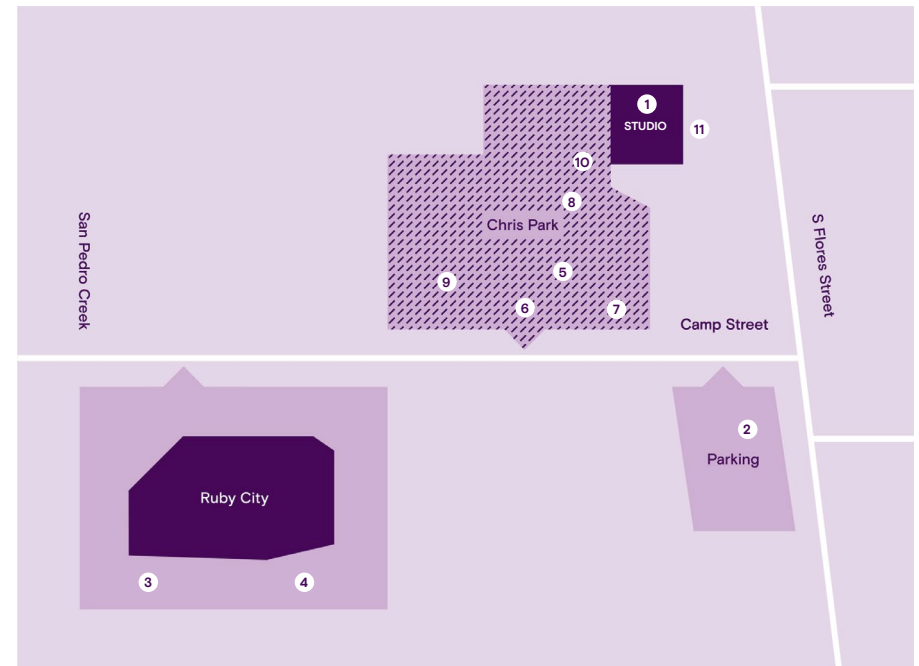 1
STUDIO
11
10
8
Chris Park
San Pedro Creek
S Flores Street
5
9
6
7
Camp Street
2
Parking
Ruby City
3
4